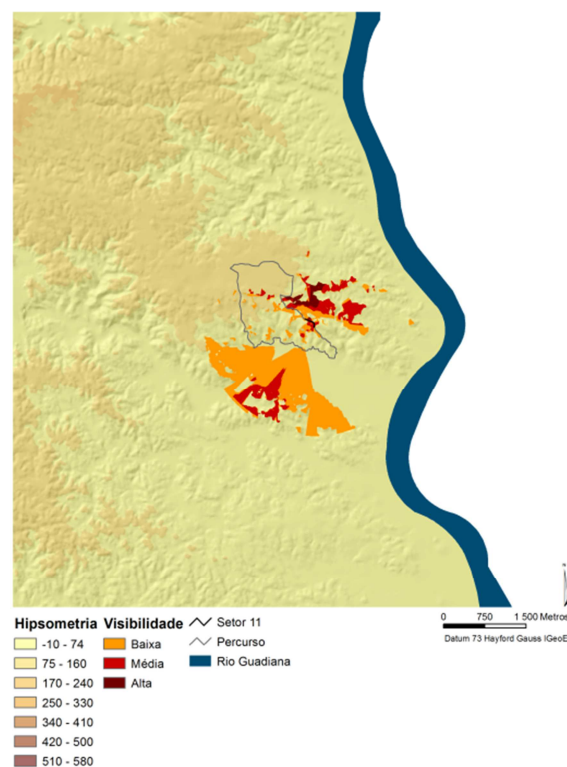 Hipsometria
-10 - 74
75 - 160
170 - 240
250 - 330
340 - 410
420 - 500
510 - 580
Visibilidade
Baixa
Média
Alta
Setor 11
Percurso
Rio Guadiana
0 750 1 500 Metros
Datum 73 Hayford Gauss IGeoE